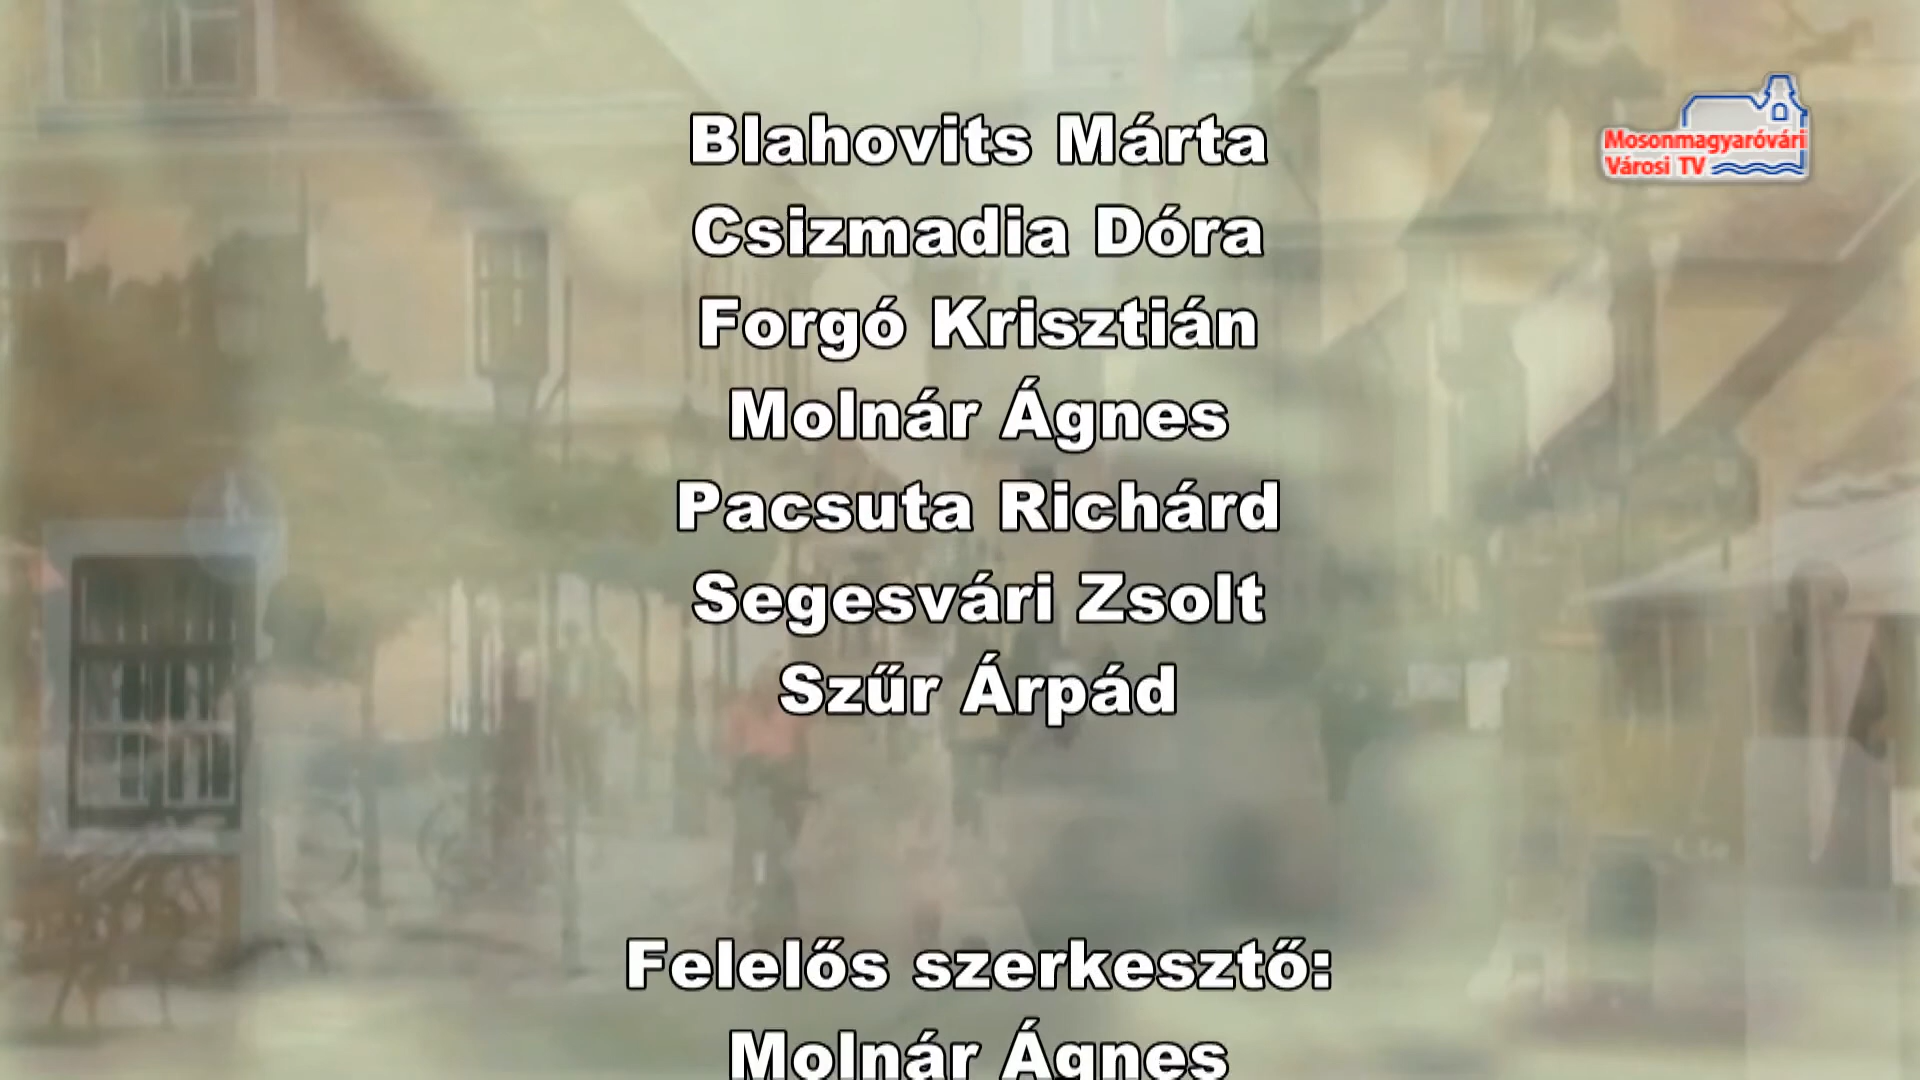 Mosonmagyaróvári
Városi TV
Blahovits Márta
Csizmadia Dóra
Forgó Krisztián
Molnár Ágnes
Pacsuta Richárd
Segesvári Zsolt
Szűr Árpád
Felelős szerkesztő:
Molnár Ágnes